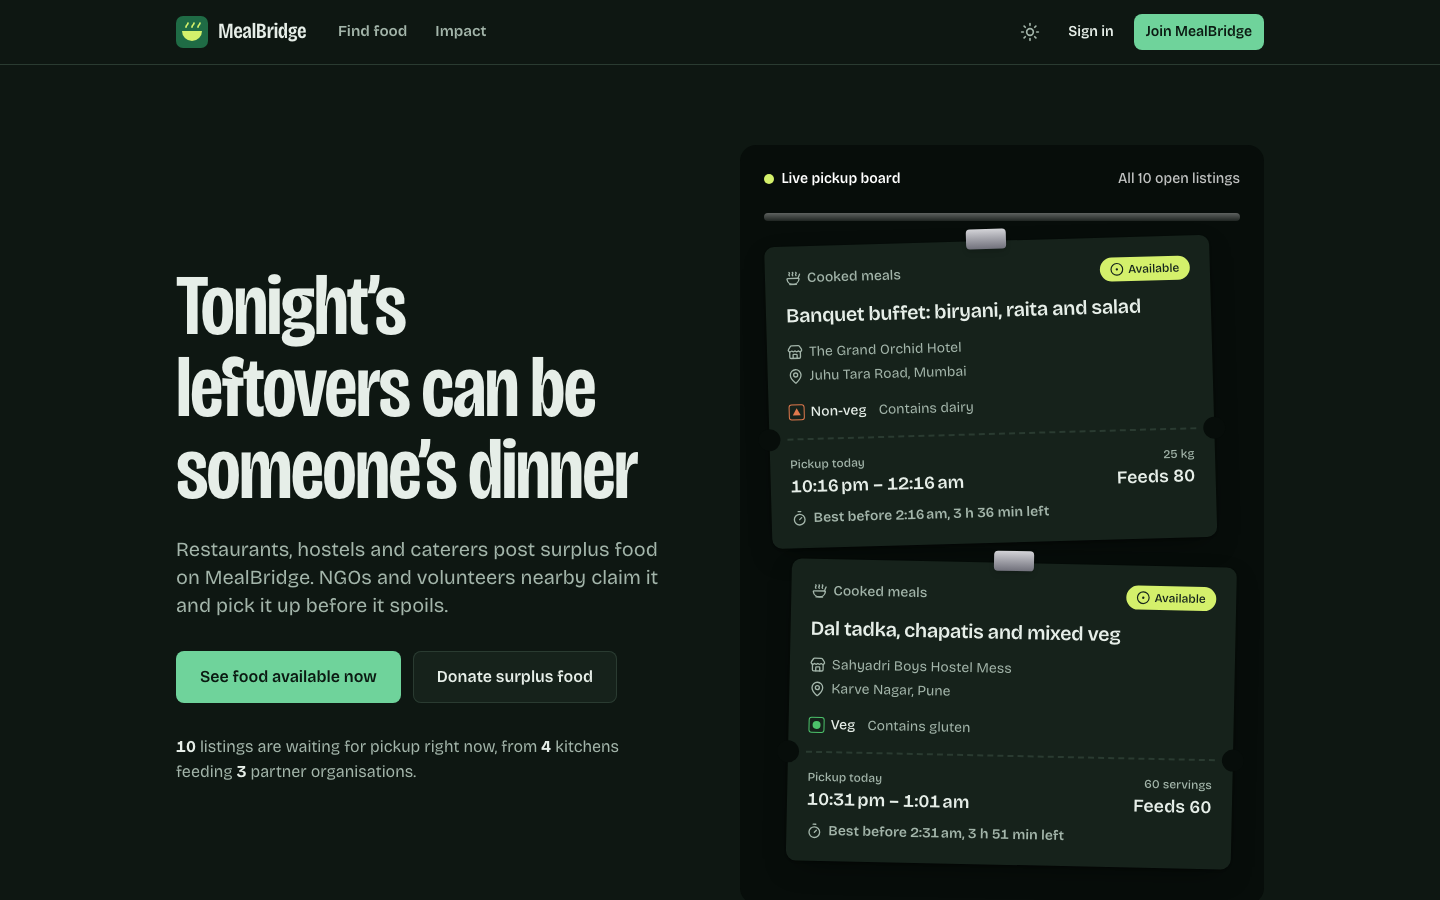 MealBridge
Find food
Impact
Sign in
Join MealBridge
Tonight’s
leftovers can be
someone’s dinner
Restaurants, hostels and caterers post surplus food
on MealBridge. NGOs and volunteers nearby claim it
and pick it up before it spoils.
See food available now
Donate surplus food
10 listings are waiting for pickup right now, from 4 kitchens
feeding 3 partner organisations.
Live pickup board
All 10 open listings
Cooked meals
Available
Banquet buffet: biryani, raita and salad
The Grand Orchid Hotel
Juhu Tara Road, Mumbai
Non-veg Contains dairy
Pickup today
25 kg
10:16 pm – 12:16 am
Feeds 80
Best before 2:16 am, 3 h 36 min left
Cooked meals
Available
Dal tadka, chapatis and mixed veg
Sahyadri Boys Hostel Mess
Karve Nagar, Pune
Veg Contains gluten
Pickup today
60 servings
10:31 pm – 1:01 am
Feeds 60
Best before 2:31 am, 3 h 51 min left